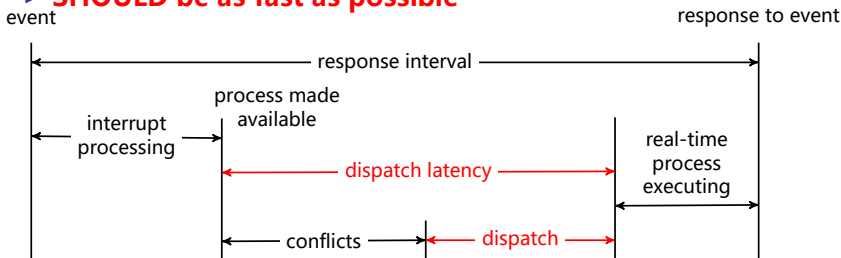 SHOULD be as fast as possible
event
response to event
response interval
process made
available
interrupt
processing
real-time
process
executing
dispatch latency
conflicts
dispatch